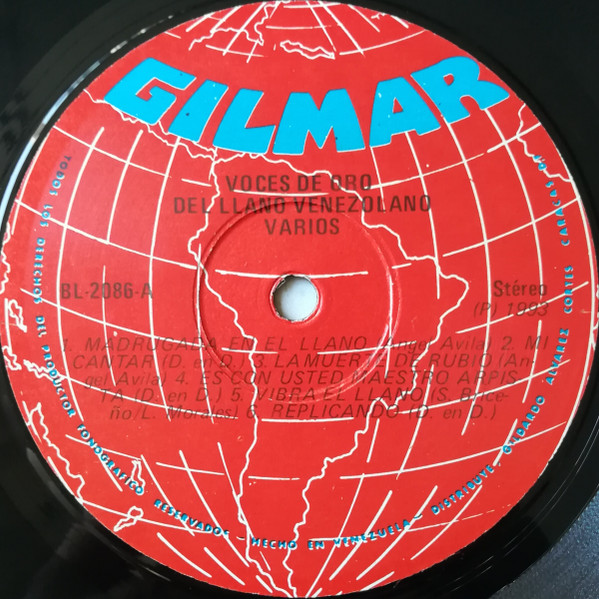 GILMAR
VOCES DE ORO
DEL LLANO VENEZOLANO
VARIOS
BL-2086-A
Stéreo
(P) 1993
1. MADRUGADA EN EL LLANO (Angel Avila) 2. MI
CANTAR (D. en D.) 3. LA MUERTE DE RUBIO (An-
gel Avila) 4. ES CON USTED MAESTRO ARPIS-
TA (D. en D.) 5. VIBRA EL LLANO (S. Brice-
ño/L. Morales) 6. REPLICANDO (D. en D.)
TODOS LOS DERECHOS DEL PRODUCTOR FONOGRAFICO RESERVADOS - HECHO EN VENEZUELA - DISTRIBUYE: GILDARDO ALVAREZ CORTES CARACAS